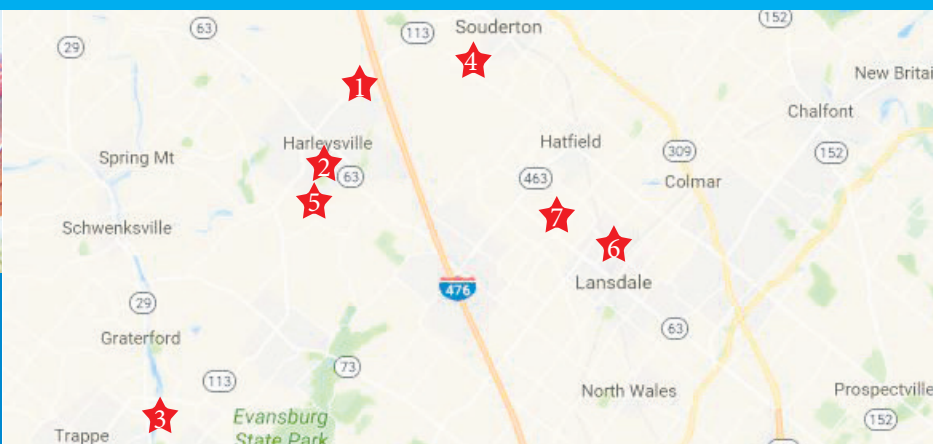 152
63
113
Souderton
29
4
New Britai
1
Chalfont
Harleysville
Hatfield
309
152
Spring Mt
2
63
463
Colmar
5
7
Schwenksville
6
476
Lansdale
29
63
Graterford
73
113
North Wales
Prospectville
3
Evansburg
State Park
152
Trappe